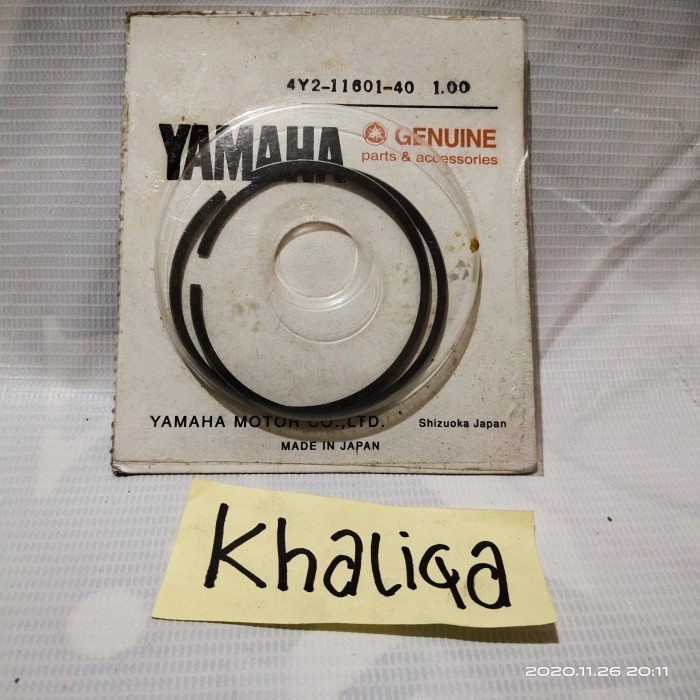 4Y2-11601-40 1.00
YAMAHA
GENUINE
parts & accessories
YAMAHA MOTOR CO.,LTD.
Shizuoka Japan
MADE IN JAPAN
Khaliqa
2020.11.26 20:11